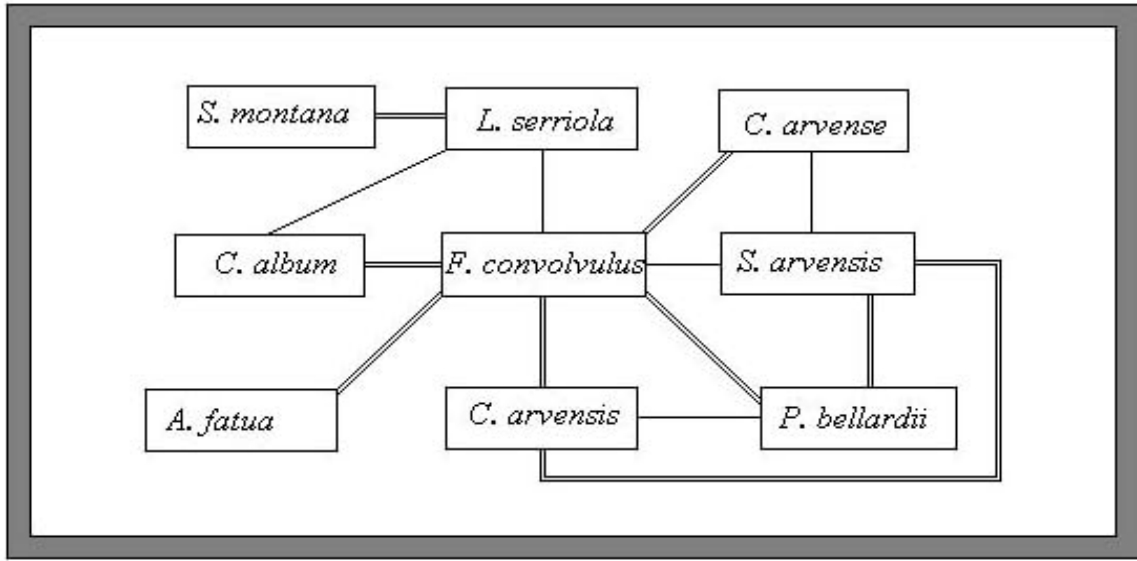 S. montana
L. serriola
C. arvense
C. album
F. convolvulus
S. arvensis
A. fatua
C. arvensis
P. bellardii